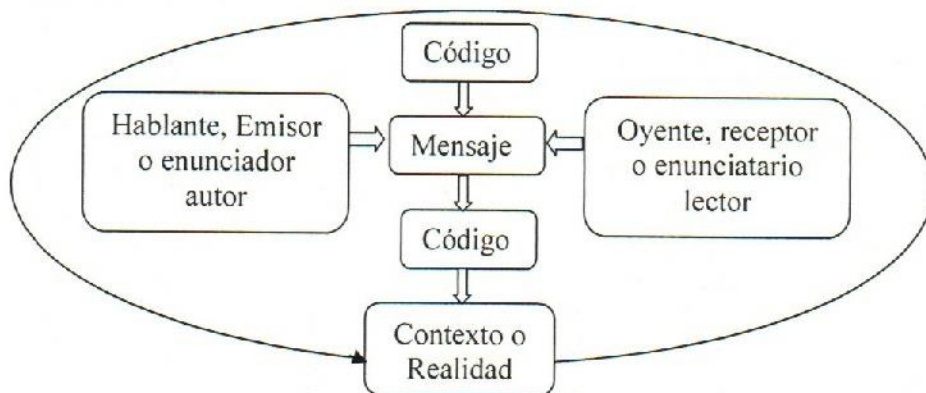 Código
Hablante, Emisor
o enunciador
autor
Mensaje
Oyente, receptor
o enunciatario
lector
Código
Contexto o
Realidad